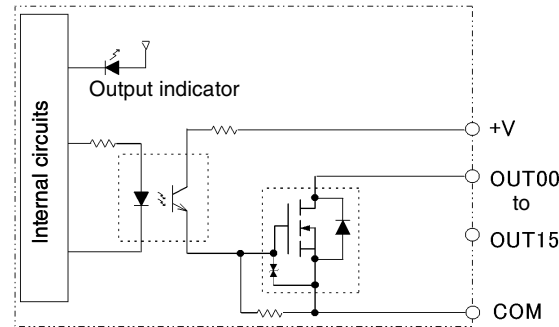 Internal circuits
Output indicator
+V
OUT00
to
OUT15
COM